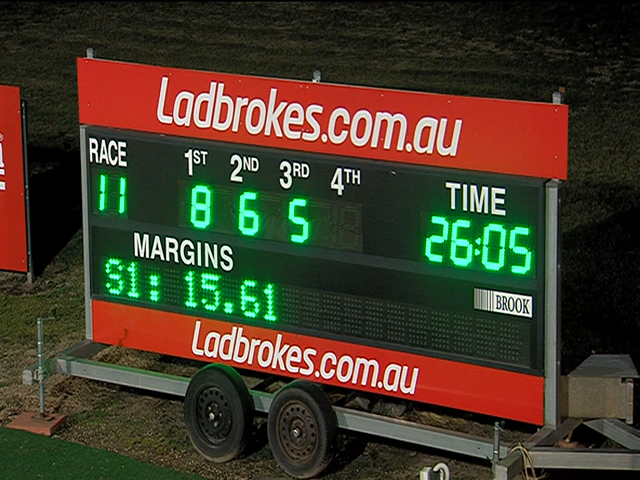 Ladbrokes.com.au
RACE 1ST 2ND 3RD 4TH TIME
11 8 6 5 26:05
MARGINS
S1: 15.61
BROOK
Ladbrokes.com.au